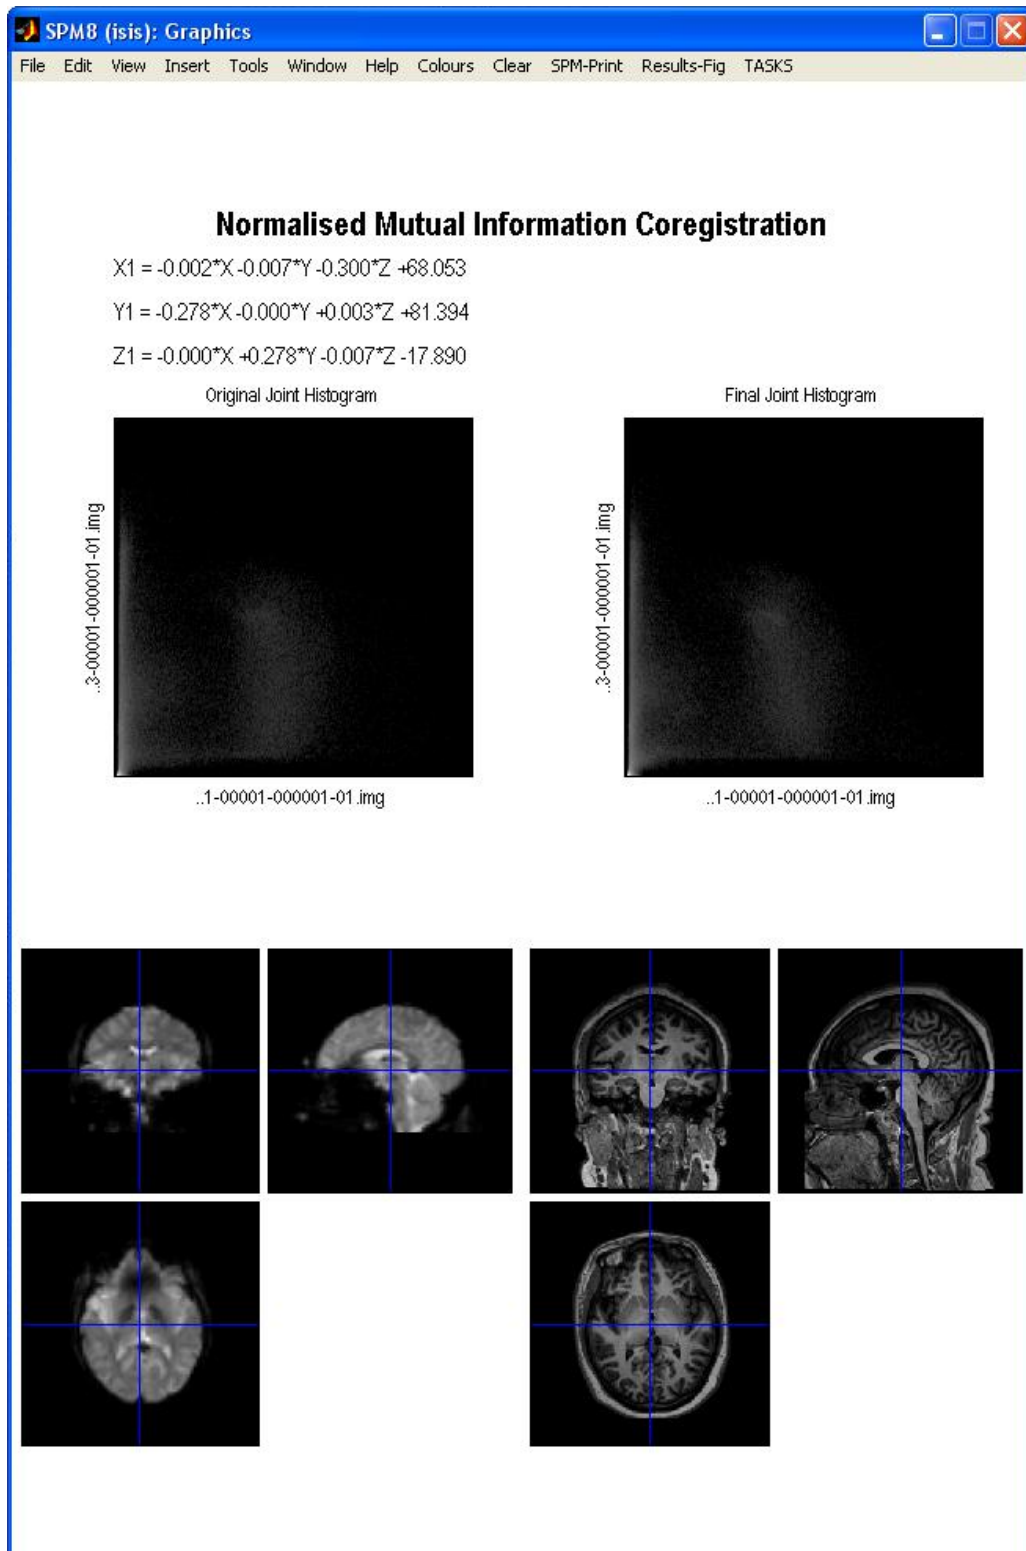 SPM8 (isis): Graphics
File Edit View Insert Tools Window Help Colours Clear SPM-Print Results-Fig TASKS
Normalised Mutual Information Coregistration
X1 = -0.002*X -0.007*Y -0.300*Z +68.053
Y1 = -0.278*X -0.000*Y +0.003*Z +81.394
Z1 = -0.000*X +0.278*Y -0.007*Z -17.890
Original Joint Histogram
..3-00001-000001-01.img
..1-00001-000001-01.img
Final Joint Histogram
..3-00001-000001-01.img
..1-00001-000001-01.img